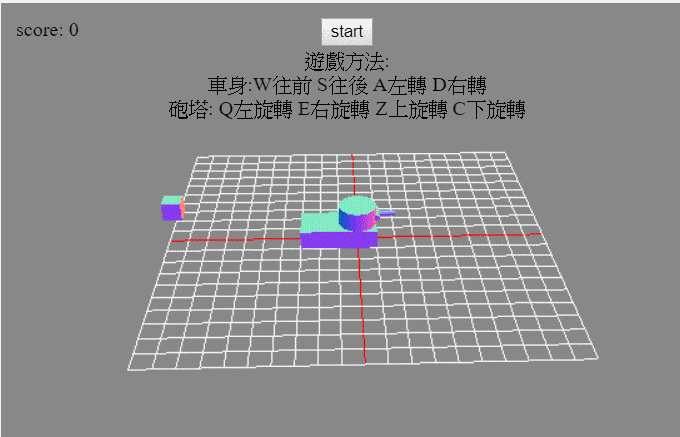 score: 0
start
遊戲方法:
車身:W往前 S往後 A左轉 D右轉
砲塔: Q左旋轉 E右旋轉 Z上旋轉 C下旋轉